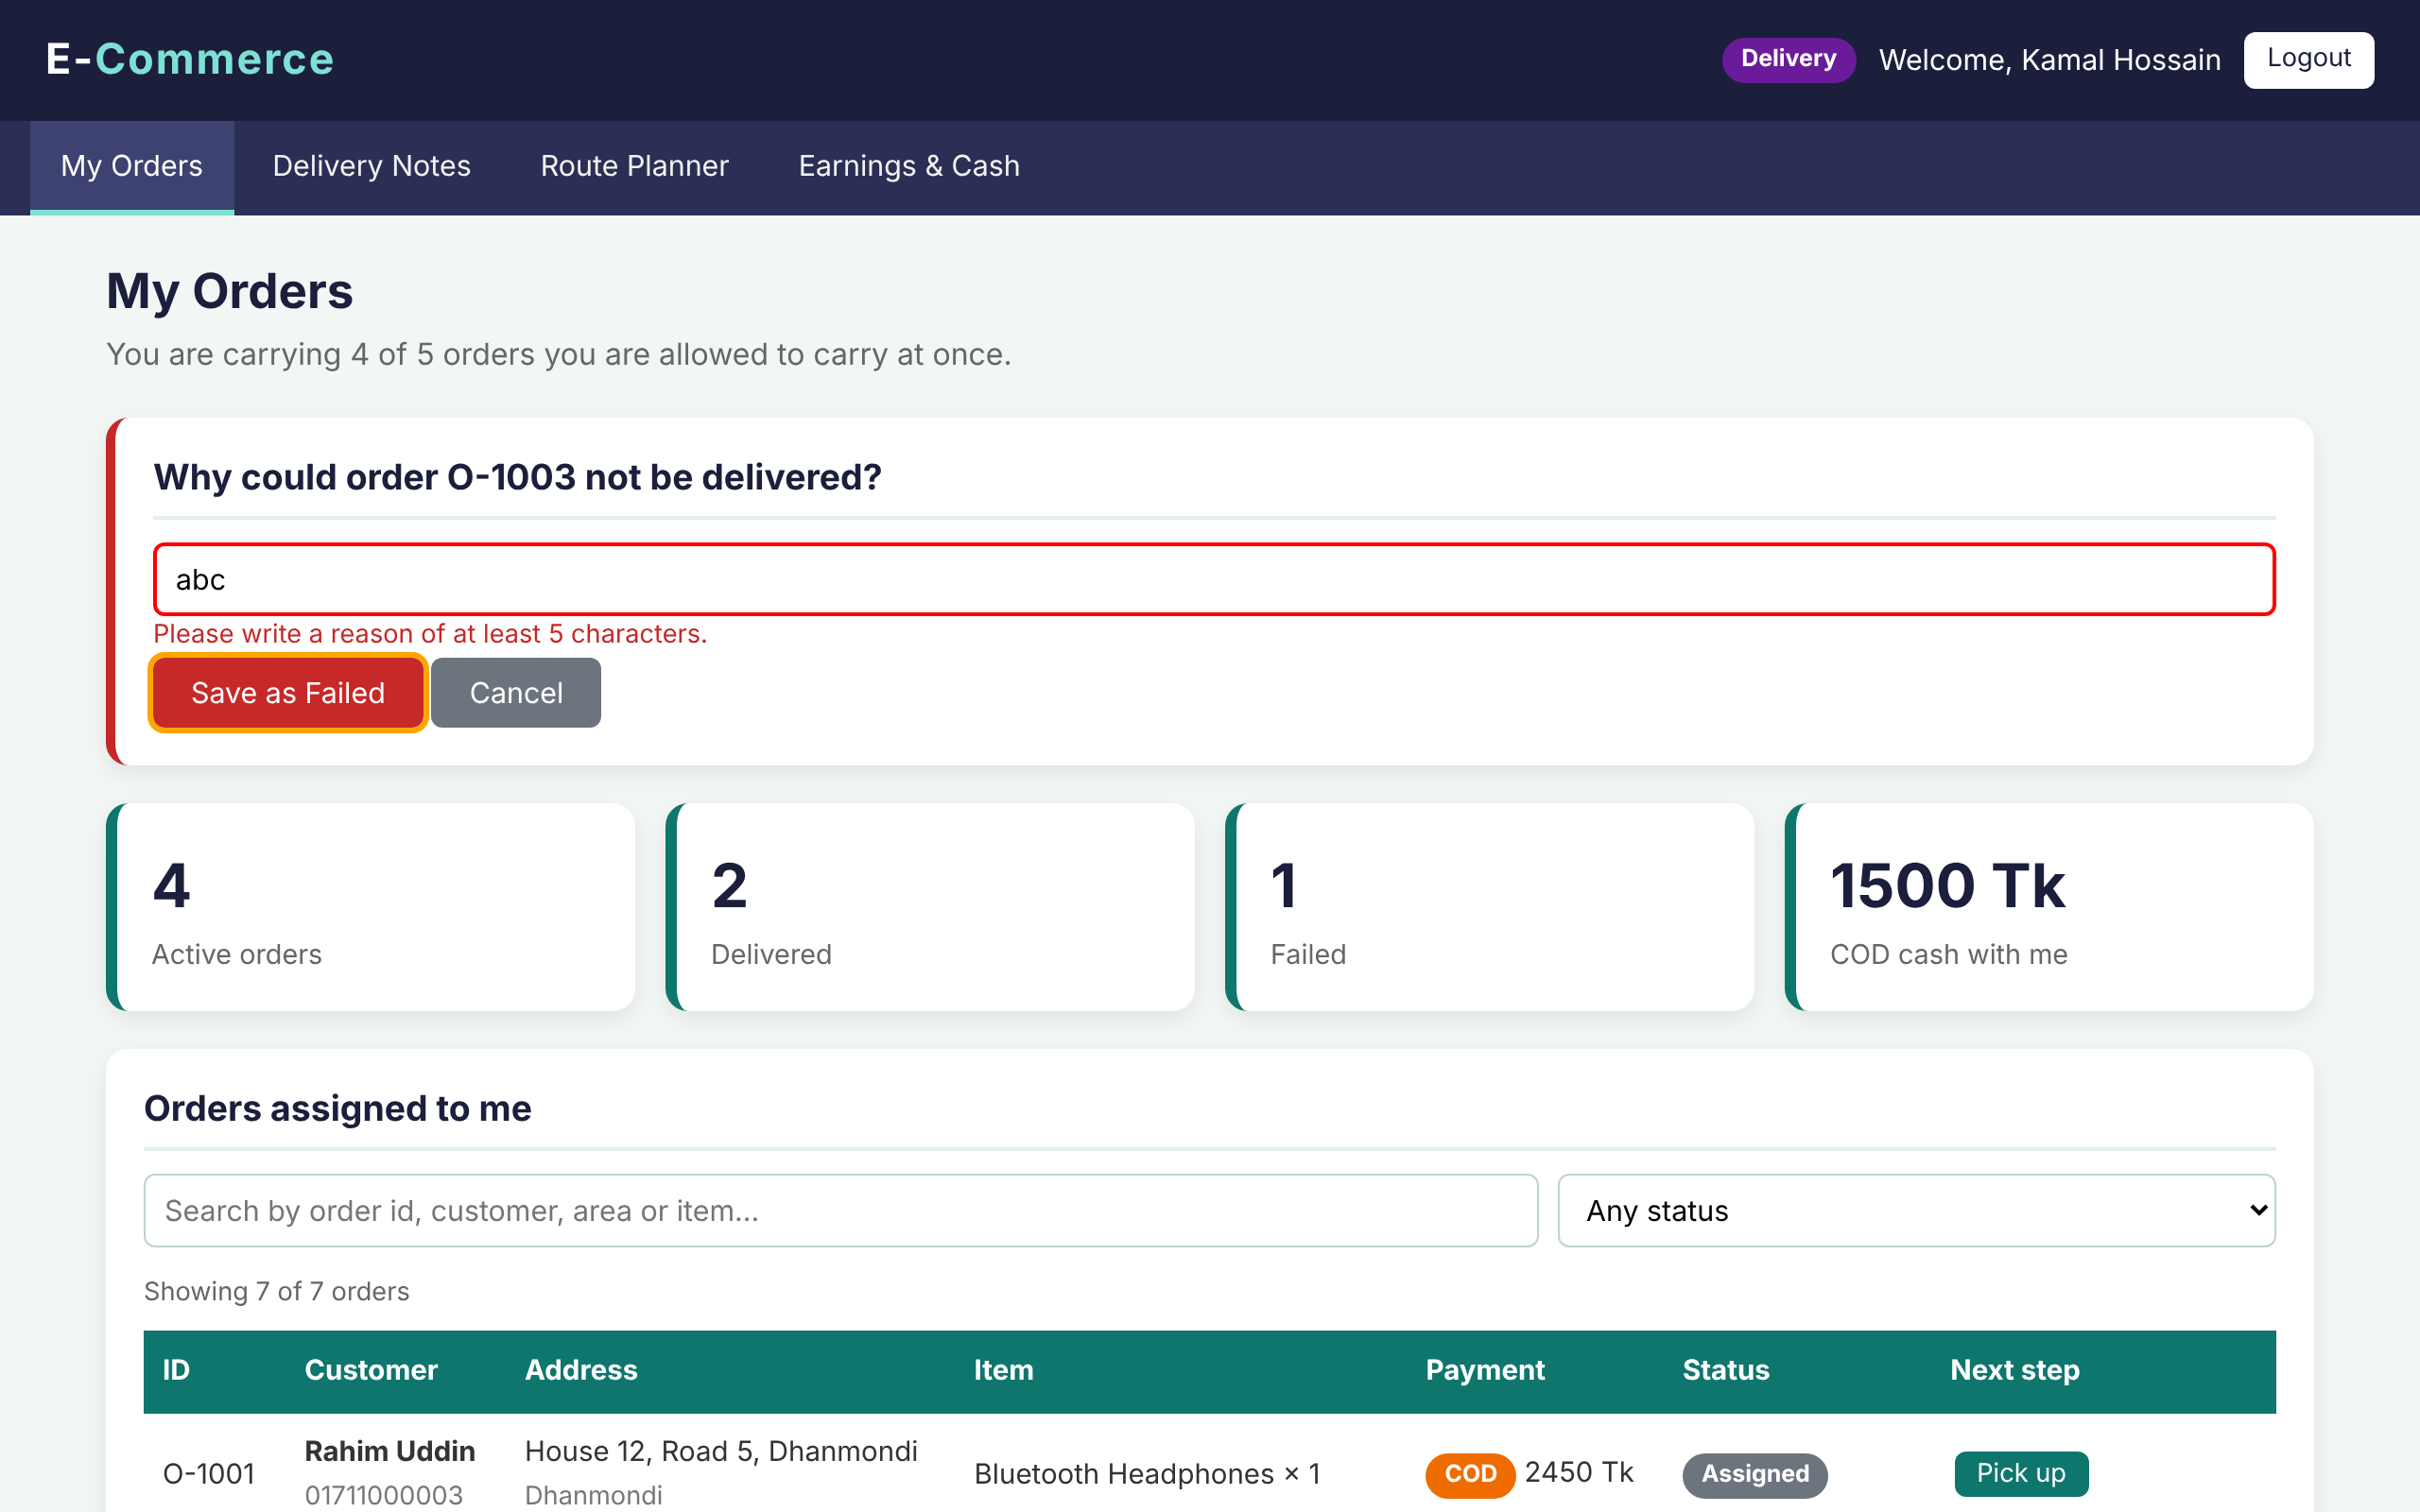 E-Commerce
Delivery Welcome, Kamal Hossain Logout
My Orders Delivery Notes Route Planner Earnings & Cash
My Orders
You are carrying 4 of 5 orders you are allowed to carry at once.
Why could order O-1003 not be delivered?
abc
Please write a reason of at least 5 characters.
Save as Failed Cancel
4 2 1 1500 Tk
Active orders Delivered Failed COD cash with me
Orders assigned to me
Search by order id, customer, area or item... Any status
Showing 7 of 7 orders
ID Customer Address Item Payment Status Next step
O-1001 Rahim Uddin House 12, Road 5, Dhanmondi Bluetooth Headphones × 1 COD 2450 Tk Assigned Pick up
01711000003 Dhanmondi